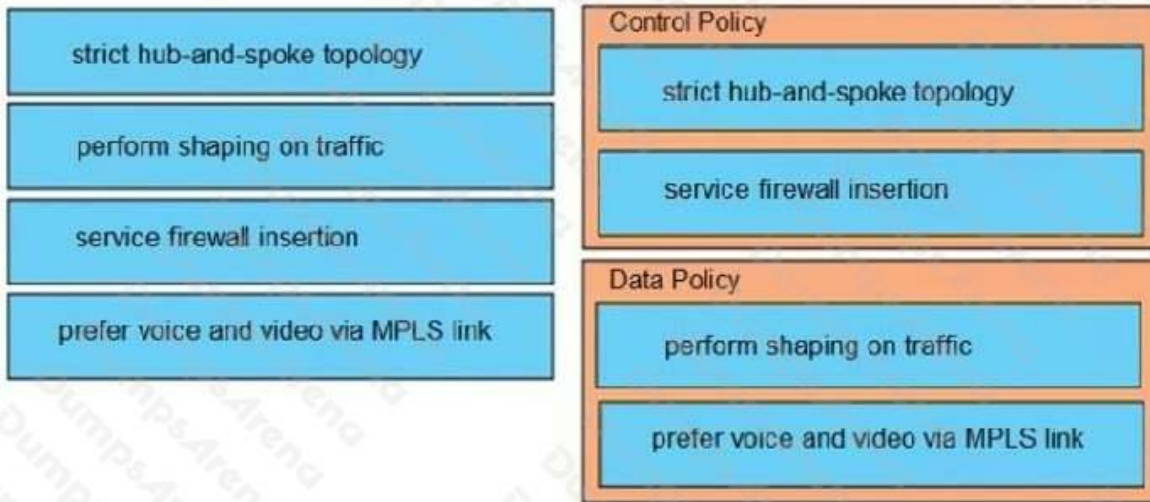 strict hub-and-spoke topology
perform shaping on traffic
service firewall insertion
prefer voice and video via MPLS link
Control Policy
strict hub-and-spoke topology
service firewall insertion
Data Policy
perform shaping on traffic
prefer voice and video via MPLS link
DumpsArena